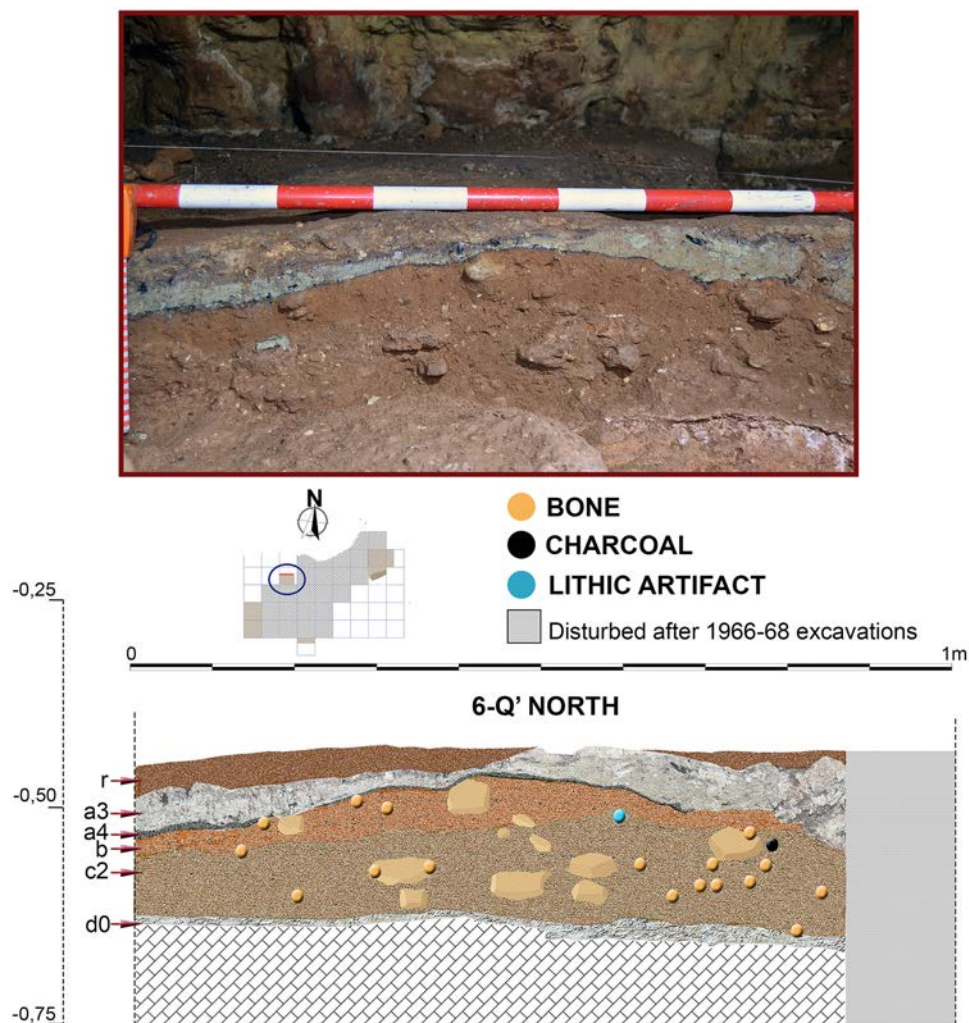 N
BONE
CHARCOAL
LITHIC ARTIFACT
Disturbed after 1966-68 excavations
-0,25
0
1m
6-Q' NORTH
r
a3
-0,50
a4
b
c2
d0
-0,75